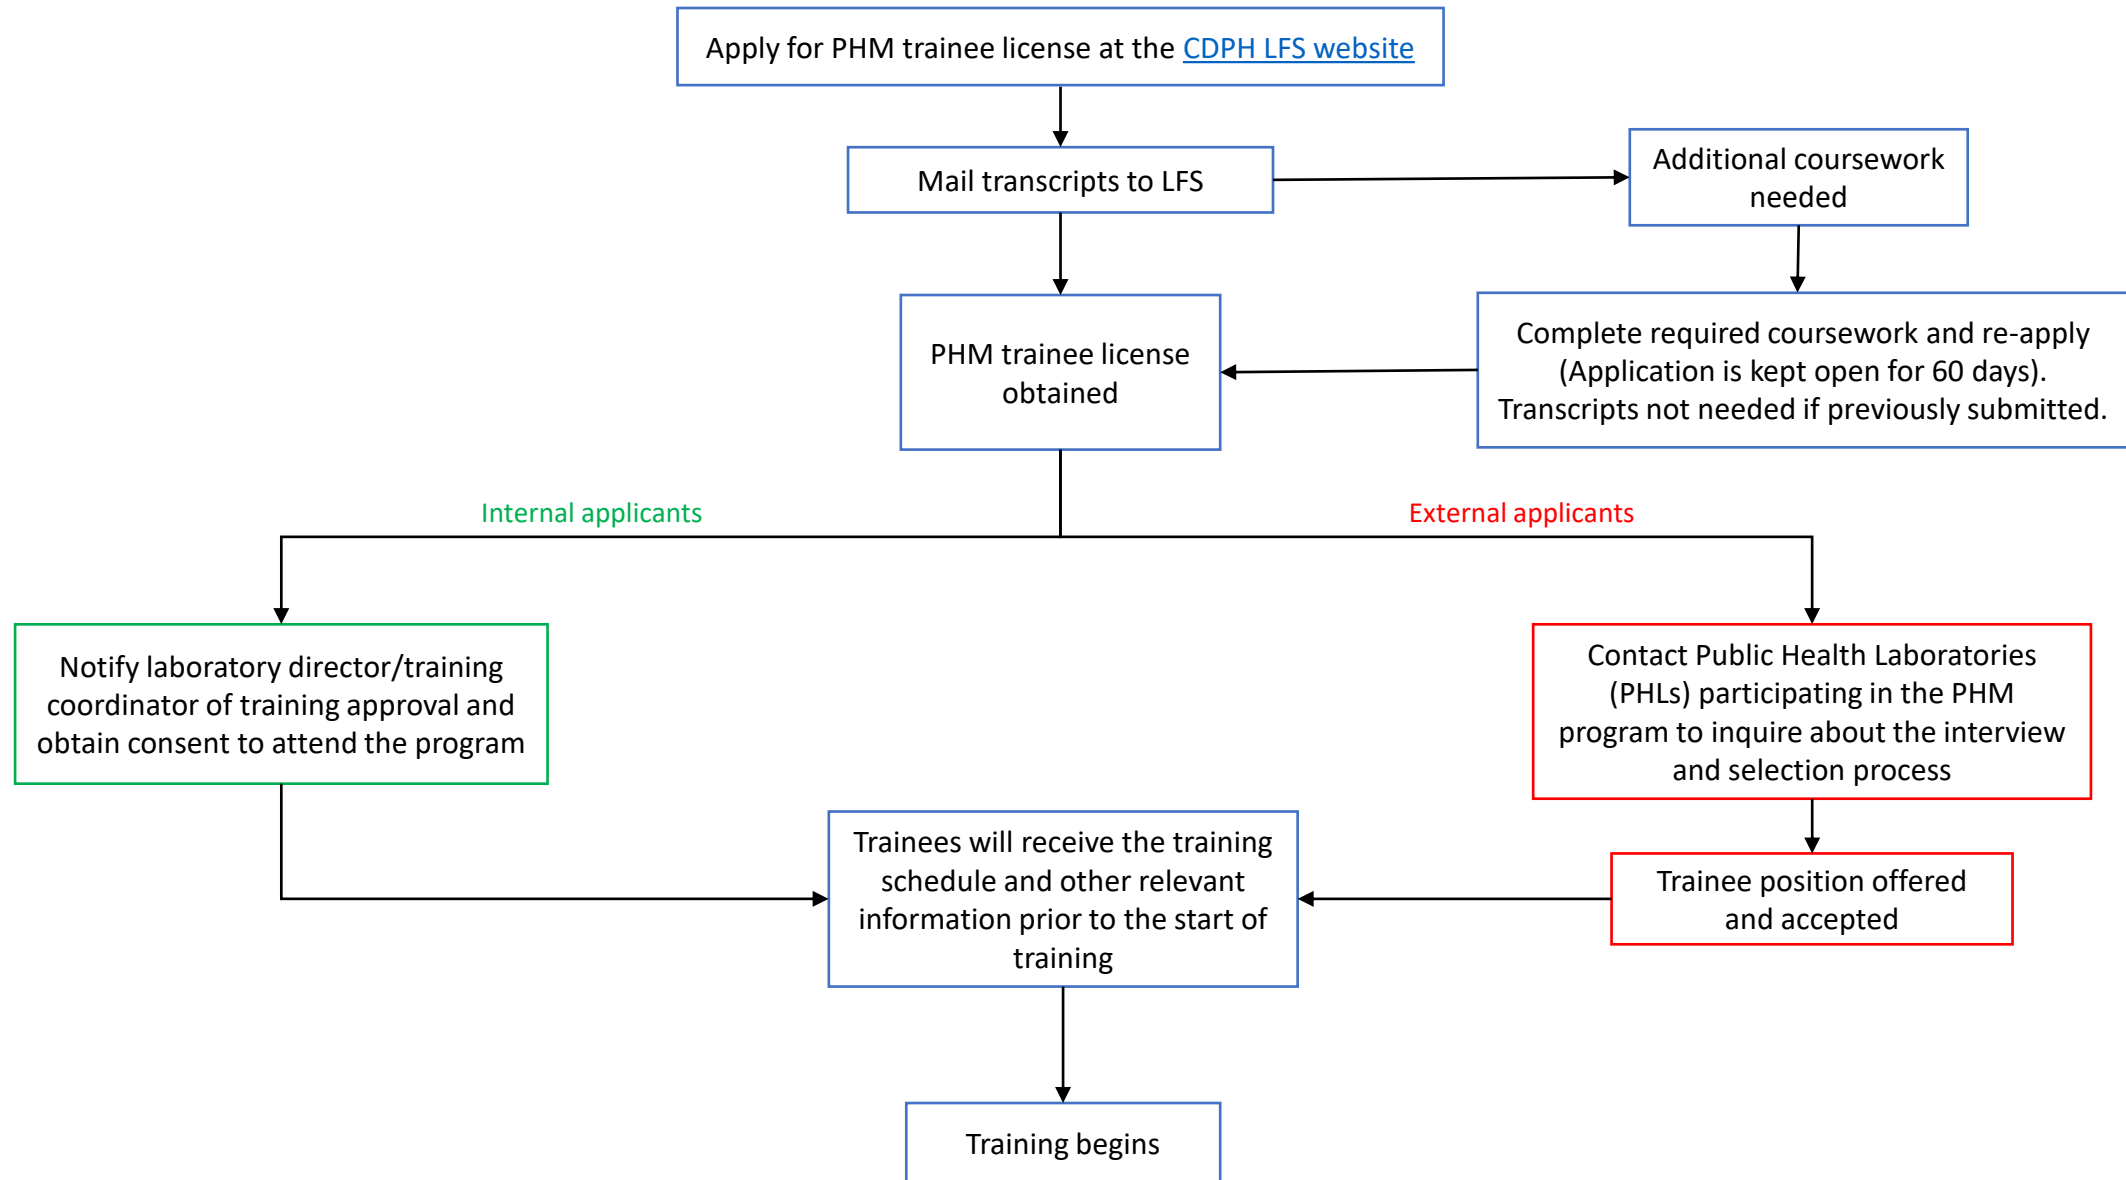 Apply for PHM trainee license at the CDPH LFS website
Mail transcripts to LFS
Additional coursework
needed
PHM trainee license
obtained
Complete required coursework and re-apply
(Application is kept open for 60 days).
Transcripts not needed if previously submitted.
Internal applicants
External applicants
Notify laboratory director/training
coordinator of training approval and
obtain consent to attend the program
Contact Public Health Laboratories
(PHLs) participating in the PHM
program to inquire about the interview
and selection process
Trainees will receive the training
schedule and other relevant
information prior to the start of
training
Trainee position offered
and accepted
Training begins